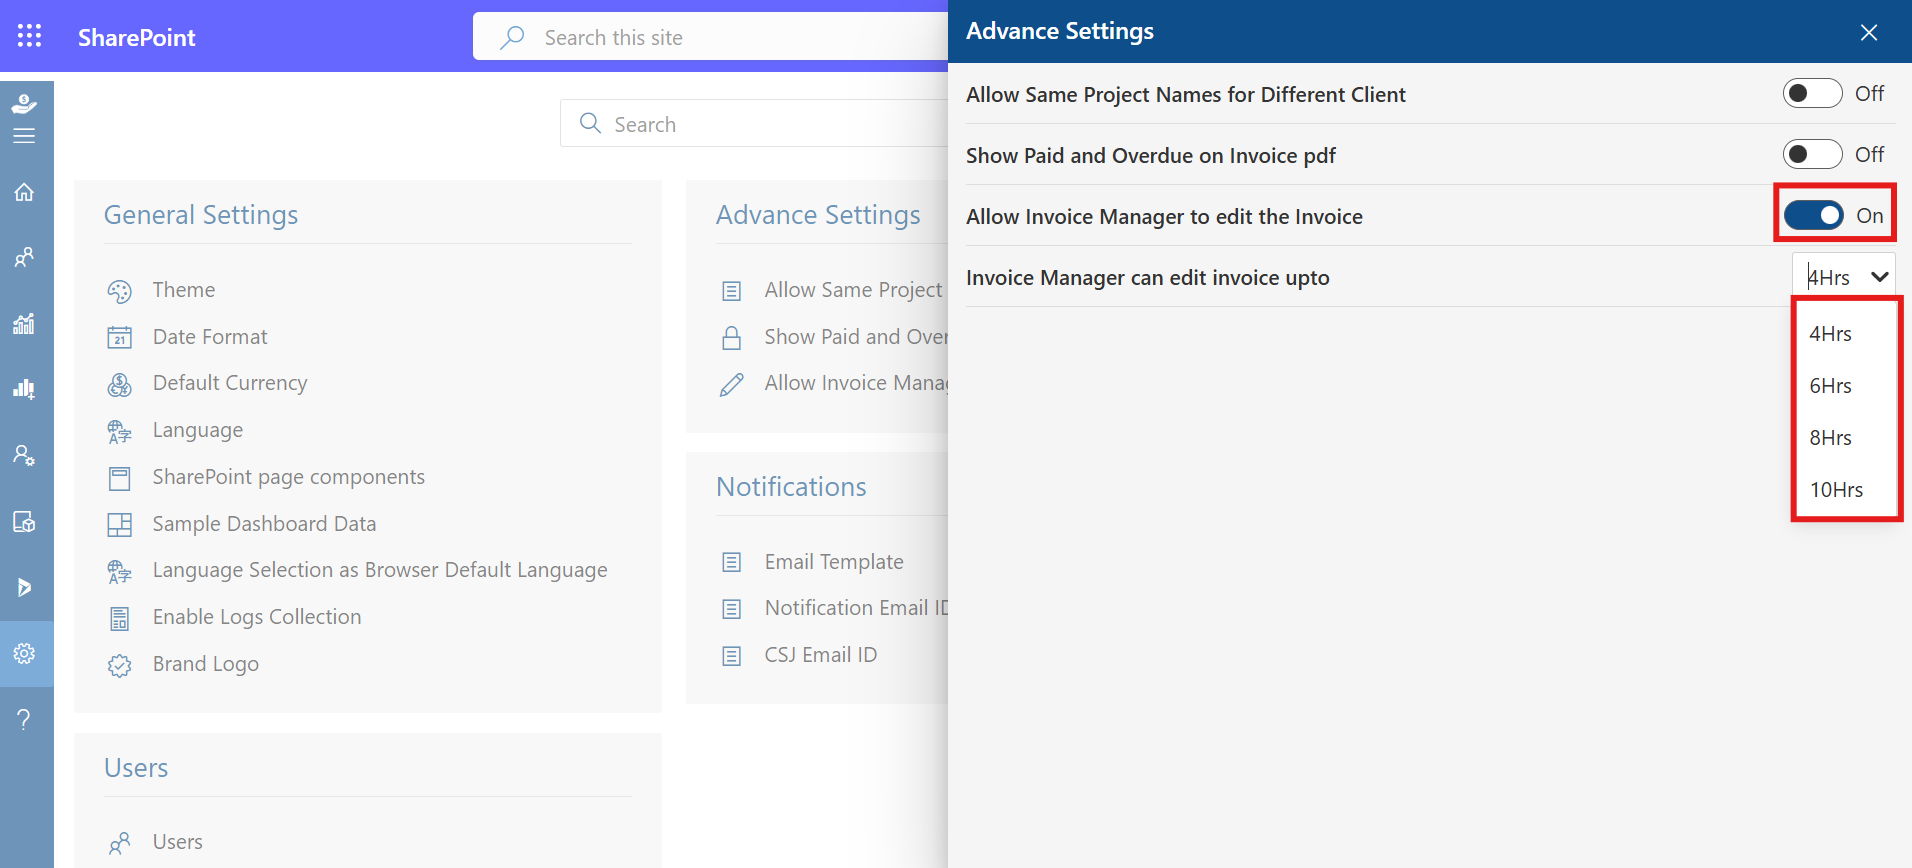 SharePoint
Search this site
Search
General Settings
Theme
21
Date Format
Default Currency
Language
SharePoint page components
Sample Dashboard Data
Language Selection as Browser Default Language
Enable Logs Collection
Brand Logo
Users
Users
Advance Settings
Allow Same Project
Show Paid and Over
Allow Invoice Manag
Notifications
Email Template
Notification Email ID
CSJ Email ID
Advance Settings
Allow Same Project Names for Different Client
Off
Show Paid and Overdue on Invoice pdf
Off
Allow Invoice Manager to edit the Invoice
On
Invoice Manager can edit invoice upto
4Hrs
4Hrs
6Hrs
8Hrs
10Hrs